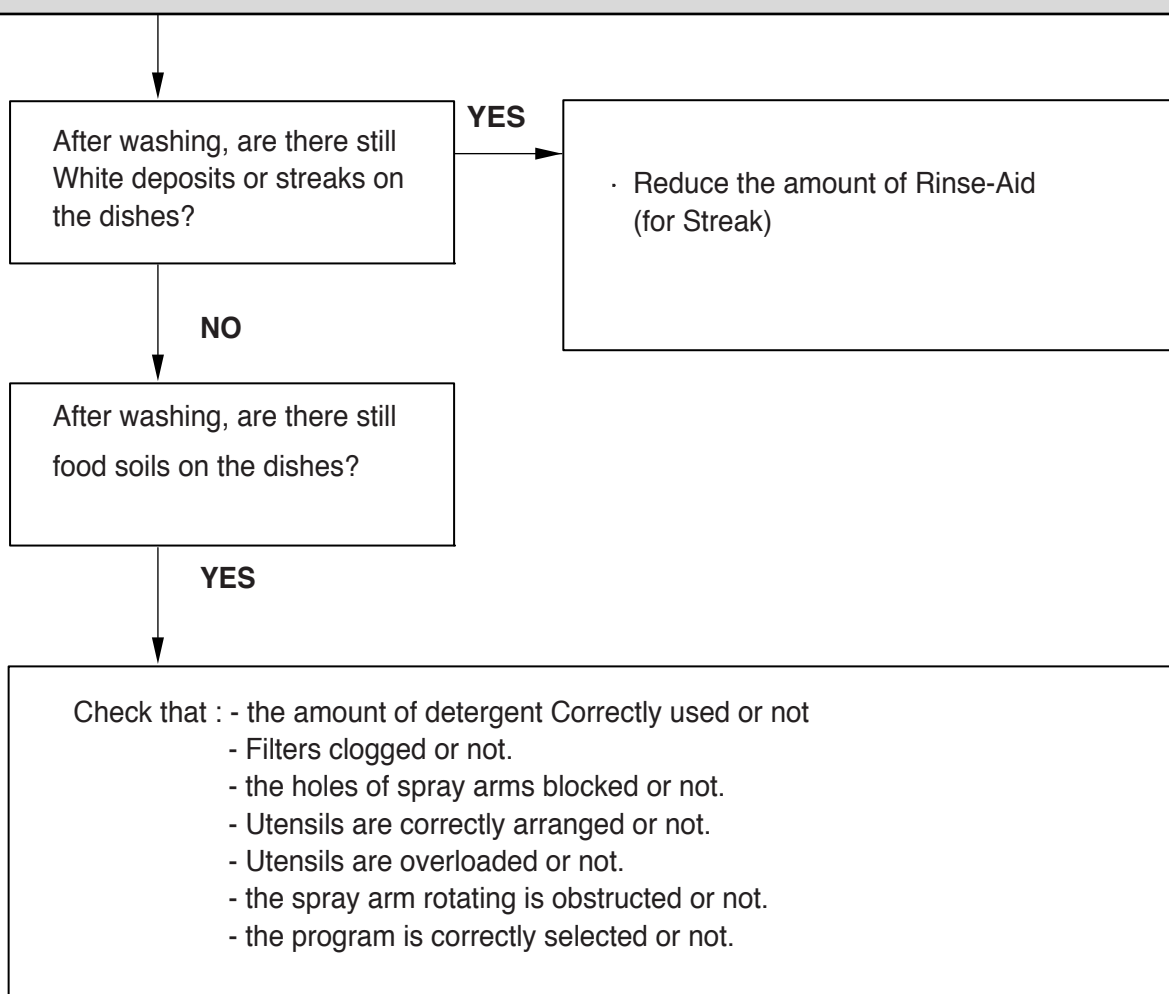 After washing, are there still
White deposits or streaks on
the dishes?
YES
· Reduce the amount of Rinse-Aid
(for Streak)
NO
After washing, are there still
food soils on the dishes?
YES
Check that : - the amount of detergent Correctly used or not
- Filters clogged or not.
- the holes of spray arms blocked or not.
- Utensils are correctly arranged or not.
- Utensils are overloaded or not.
- the spray arm rotating is obstructed or not.
- the program is correctly selected or not.